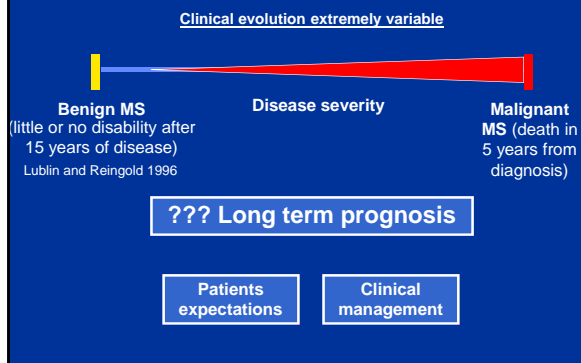 Clinical evolution extremely variable
Benign MS
(little or no disability after
15 years of disease)
Lublin and Reingold 1996
Disease severity
Malignant
MS (death in
5 years from
diagnosis)
??? Long term prognosis
Patients
expectations
Clinical
management